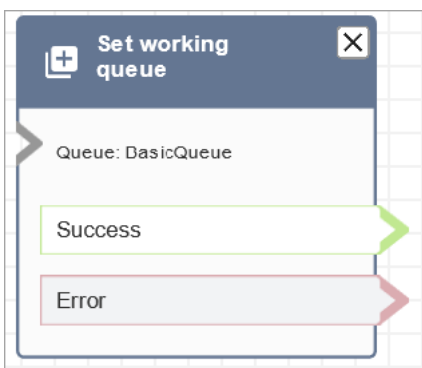 Set working
queue
Queue: BasicQueue
Success
Error